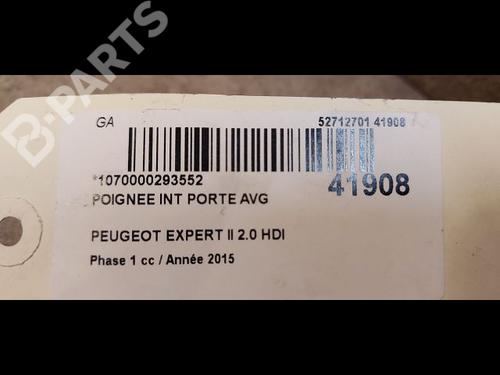 B-PARTS
GA
52712701 41908
*1070000293552
41908
POIGNEE INT PORTE AVG
PEUGEOT EXPERT II 2.0 HDI
Phase 1 cc / Année 2015